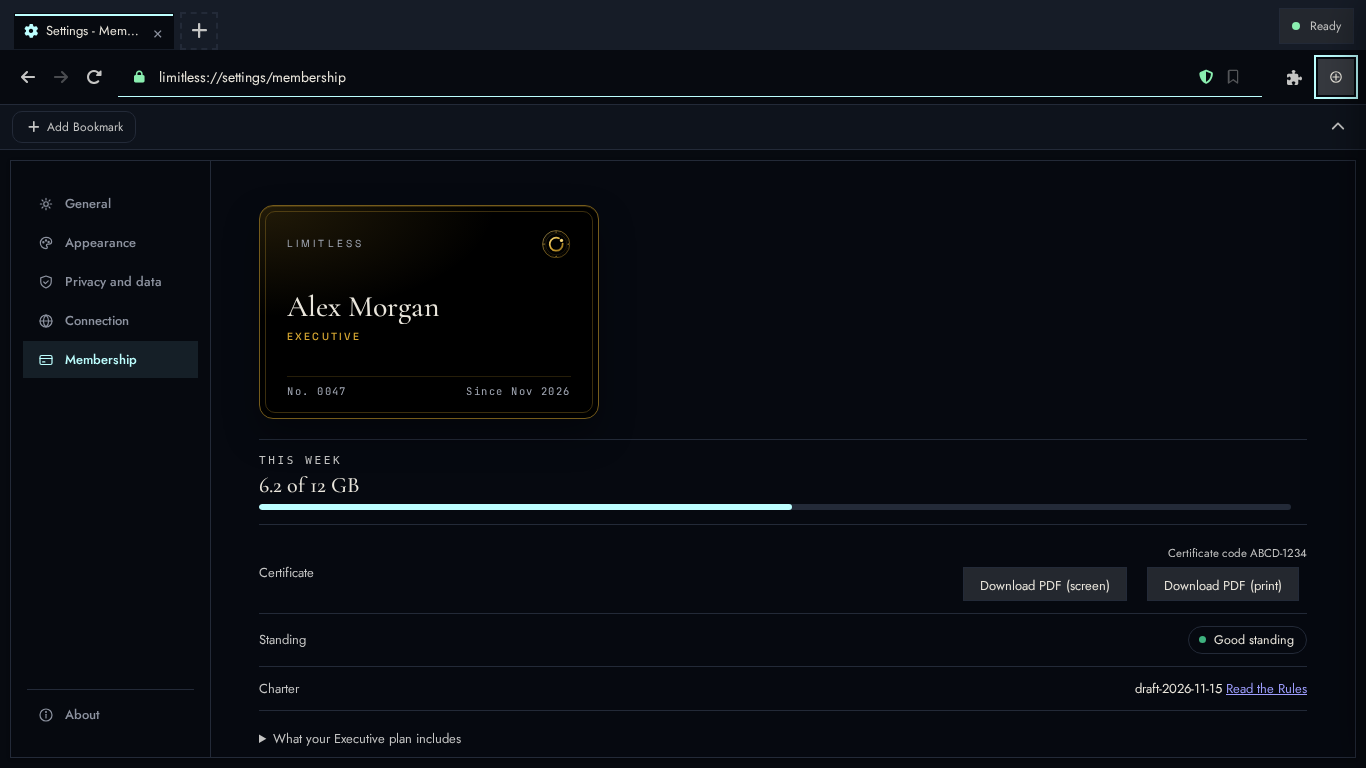 Settings - Mem...
Ready
limitless://settings/membership
Add Bookmark
General
Appearance
Privacy and data
Connection
Membership
About
LIMITLESS
Alex Morgan
EXECUTIVE
No. 0047 Since Nov 2026
THIS WEEK
6.2 of 12 GB
Certificate code ABCD-1234
Certificate
Download PDF (screen) Download PDF (print)
Standing Good standing
Charter draft-2026-11-15 Read the Rules
What your Executive plan includes